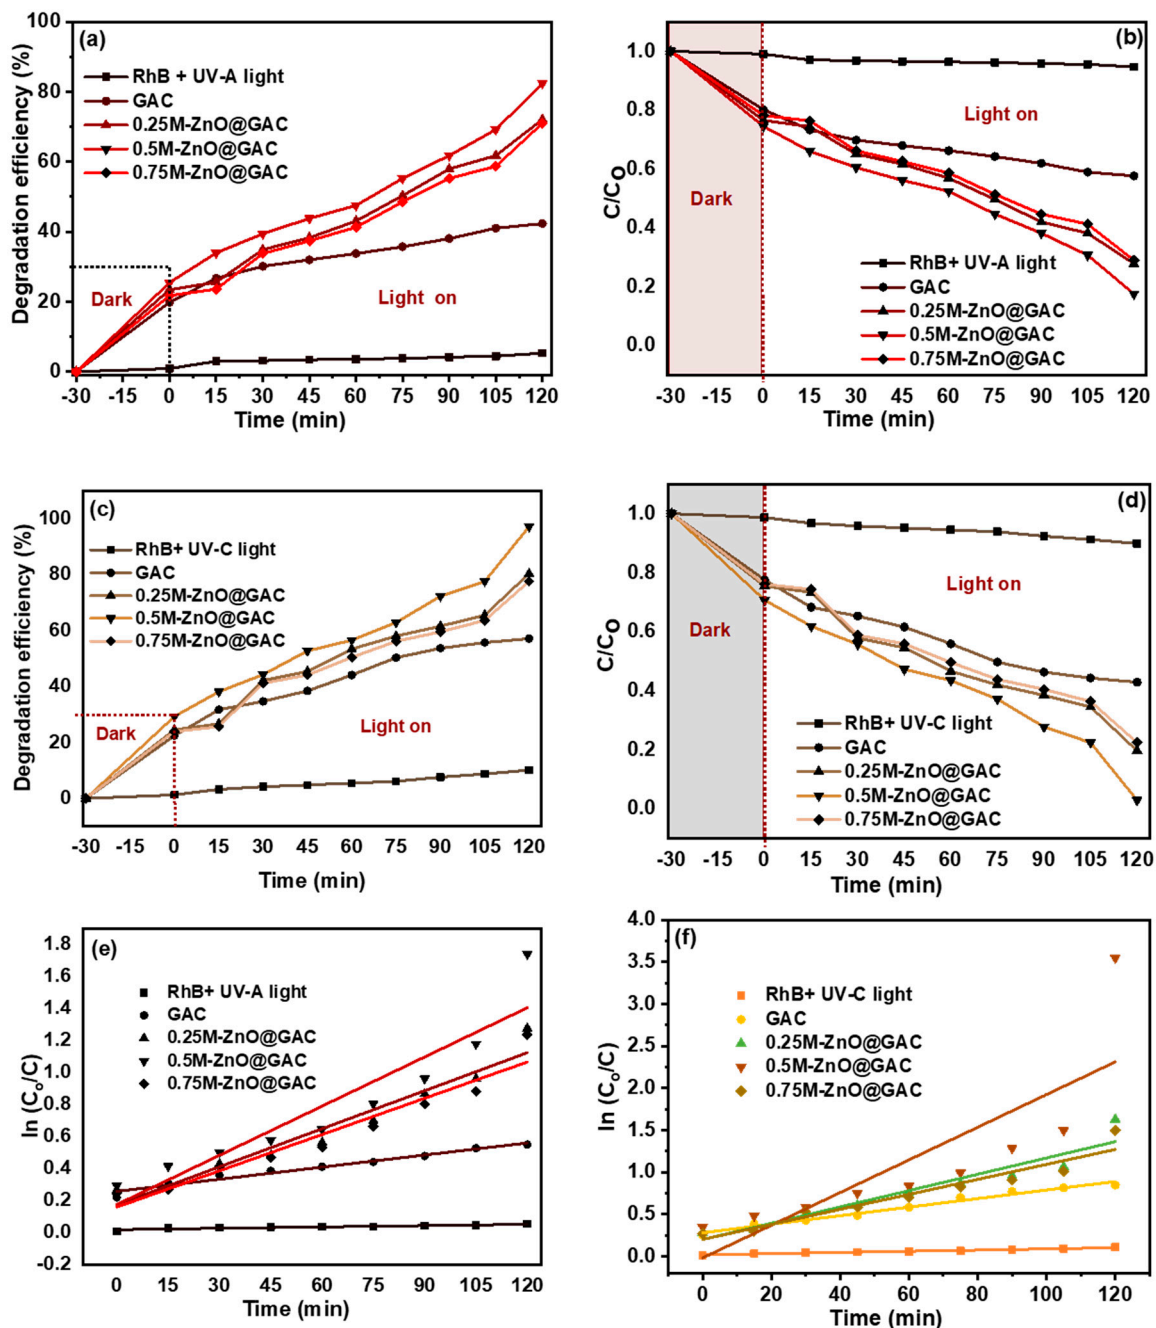 (a)
Degradation efficiency (%)
100
80
60
40
20
0
RhB + UV-A light
GAC
0.25M-ZnO@GAC
0.5M-ZnO@GAC
0.75M-ZnO@GAC
Dark
Light on
-30 -15 0 15 30 45 60 75 90 105 120
Time (min)
(b)
C/CO
1.0
0.8
0.6
0.4
0.2
0.0
Light on
Dark
RhB+ UV-A light
GAC
0.25M-ZnO@GAC
0.5M-ZnO@GAC
0.75M-ZnO@GAC
-30 -15 0 15 30 45 60 75 90 105 120
Time (min)
(c)
Degradation efficiency (%)
100
80
60
40
20
0
RhB+ UV-C light
GAC
0.25M-ZnO@GAC
0.5M-ZnO@GAC
0.75M-ZnO@GAC
Dark
Light on
-30 -15 0 15 30 45 60 75 90 105 120
Time (min)
(d)
C/CO
1.0
0.8
0.6
0.4
0.2
0.0
Light on
Dark
RhB+ UV-C light
GAC
0.25M-ZnO@GAC
0.5M-ZnO@GAC
0.75M-ZnO@GAC
-30 -15 0 15 30 45 60 75 90 105 120
Time (min)
(e)
ln (Co/C)
1.8
1.6
1.4
1.2
1.0
0.8
0.6
0.4
0.2
0.0
-0.2
RhB+ UV-A light
GAC
0.25M-ZnO@GAC
0.5M-ZnO@GAC
0.75M-ZnO@GAC
0 15 30 45 60 75 90 105 120
Time (min)
(f)
ln (Co/C)
4.0
3.5
3.0
2.5
2.0
1.5
1.0
0.5
0.0
RhB+ UV-C light
GAC
0.25M-ZnO@GAC
0.5M-ZnO@GAC
0.75M-ZnO@GAC
0 20 40 60 80 100 120
Time (min)